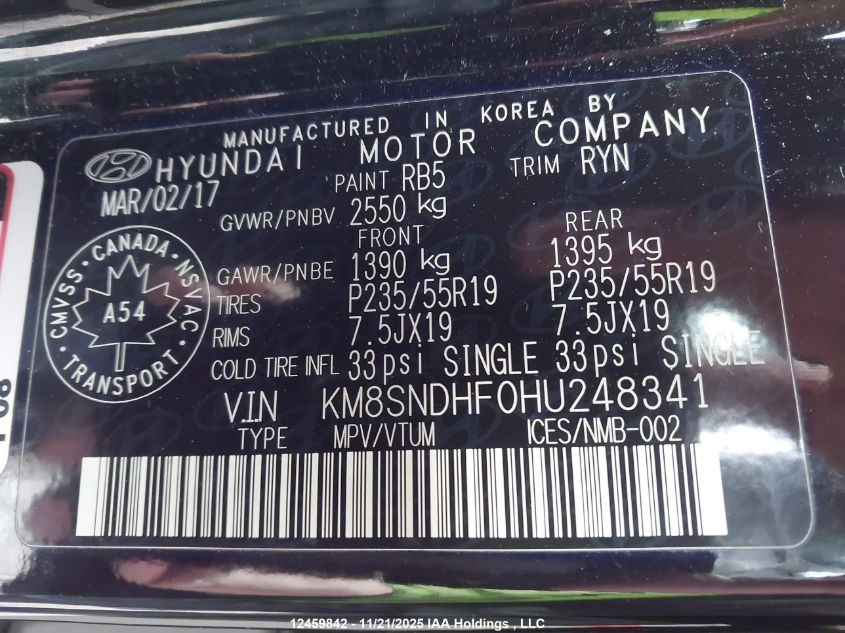 MANUFACTURED IN KOREA BY
HYUNDAI MOTOR COMPANY
MAR/02/17 PAINT RB5 TRIM RYN
GVWR/PNBV 2550 kg
FRONT REAR
GAWR/PNBE 1390 kg 1395 kg
TIRES P235/55R19 P235/55R19
RIMS 7.5JX19 7.5JX19
COLD TIRE INFL 33psi SINGLE 33psi SINGLE
V.I.N KM8SNDHF0HU248341
TYPE MPV/VTUM ICES/NMB-002
CMVSS · CANADA · NSVAC · TRANSPORT ·
A54
12459842 - 11/21/2025 IAA Holdings , LLC